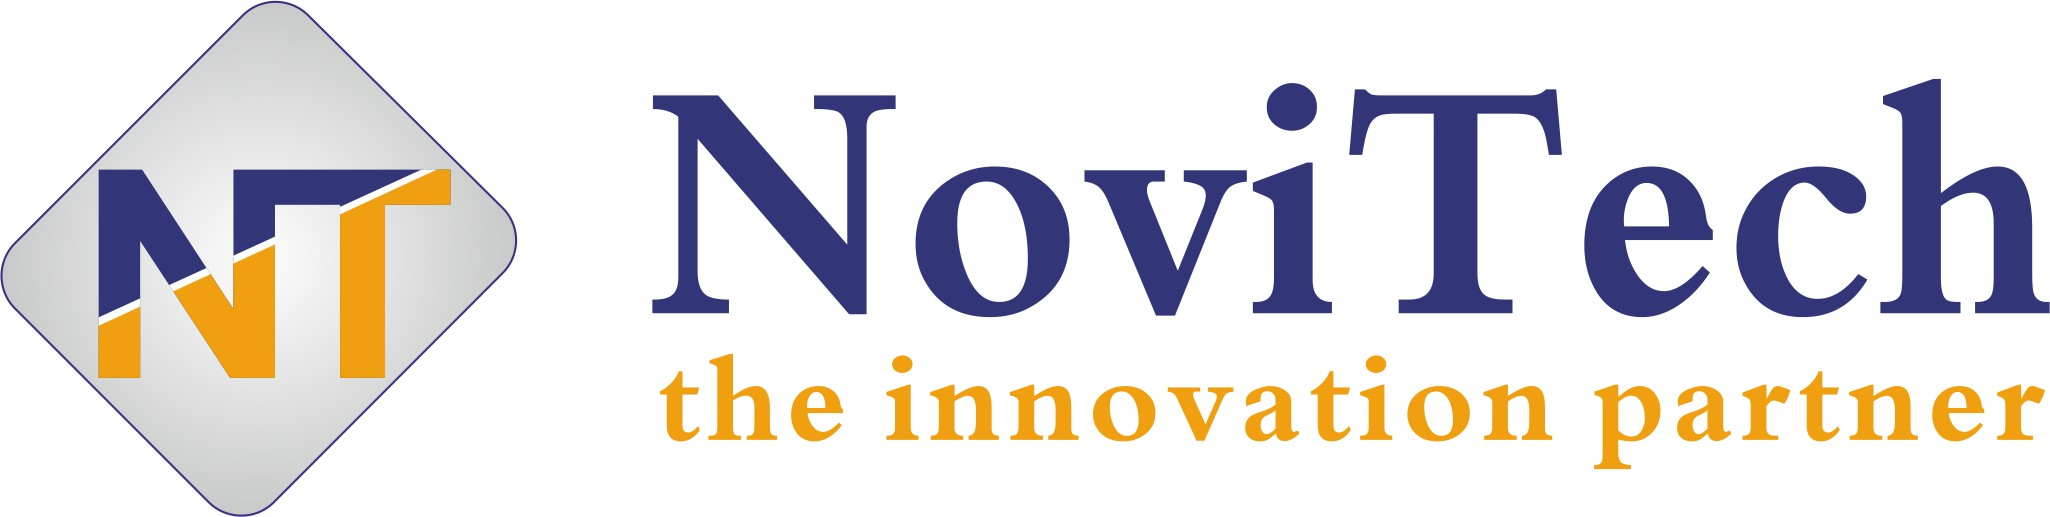 NT
NoviTech
the innovation partner